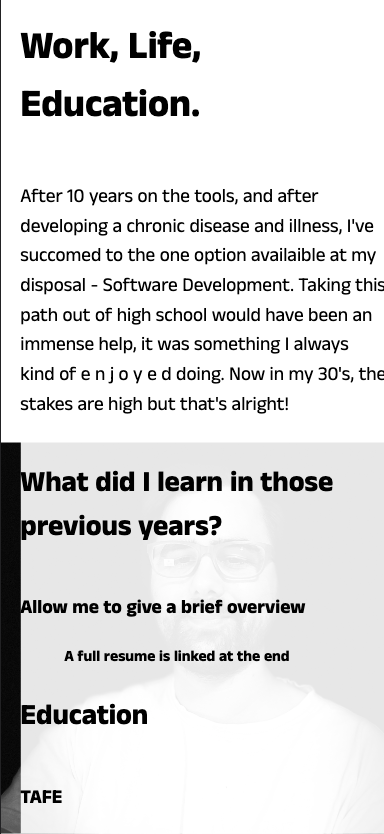 Work, Life,
Education.
After 10 years on the tools, and after
developing a chronic disease and illness, I've
succomed to the one option availaible at my
disposal - Software Development. Taking this
path out of high school would have been an
immense help, it was something I always
kind of e n j o y e d doing. Now in my 30's, the
stakes are high but that's alright!
What did I learn in those
previous years?
Allow me to give a brief overview
A full resume is linked at the end
Education
TAFE